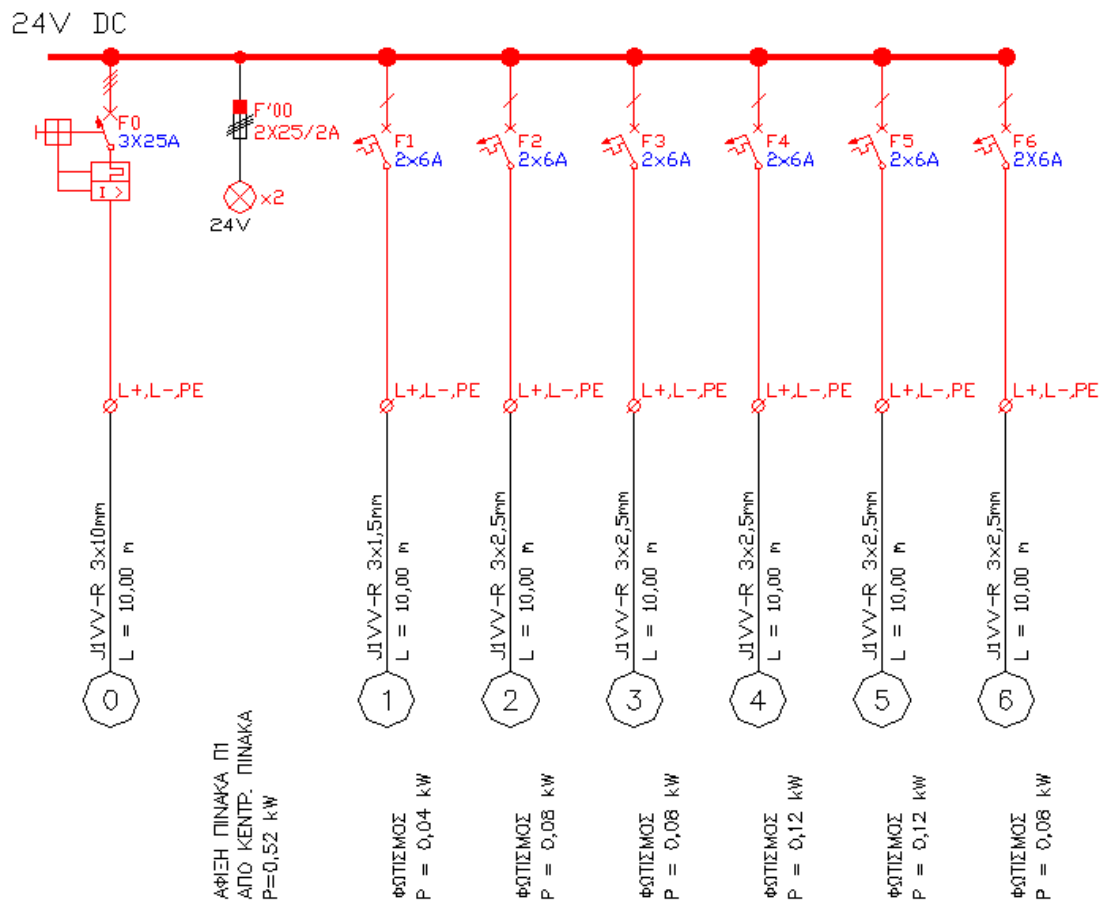 24V DC
F0
3X25A
F'00
2X25/2A
x2
24V
F1
2x6A
F2
2x6A
F3
2x6A
F4
2x6A
F5
2x6A
F6
2X6A
I >
L+,L-,PE
L+,L-,PE
L+,L-,PE
L+,L-,PE
L+,L-,PE
L+,L-,PE
L+,L-,PE
J1VV-R 3x10mm
L = 10,00 m
J1VV-R 3x1,5mm
L = 10,00 m
J1VV-R 3x2,5mm
L = 10,00 m
J1VV-R 3x2,5mm
L = 10,00 m
J1VV-R 3x2,5mm
L = 10,00 m
J1VV-R 3x2,5mm
L = 10,00 m
J1VV-R 3x2,5mm
L = 10,00 m
0
1
2
3
4
5
6
ΑΦΙΞΗ ΠΙΝΑΚΑ Π1
ΑΠΟ ΚΕΝΤΡ. ΠΙΝΑΚΑ
P=0,52 kW
ΦΩΤΙΣΜΟΣ
P = 0,04 kW
ΦΩΤΙΣΜΟΣ
P = 0,08 kW
ΦΩΤΙΣΜΟΣ
P = 0,08 kW
ΦΩΤΙΣΜΟΣ
P = 0,12 kW
ΦΩΤΙΣΜΟΣ
P = 0,12 kW
ΦΩΤΙΣΜΟΣ
P = 0,08 kW